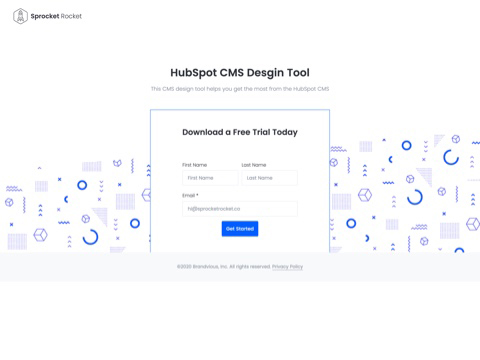 Sprocket Rocket
HubSpot CMS Desgin Tool
This CMS design tool helps you get the most from the HubSpot CMS
Download a Free Trial Today
First Name Last Name
First Name Last Name
Email *
hi@sprocketrocket.co
Get Started
©2020 Brandvious, Inc. All rights reserved. Privacy Policy